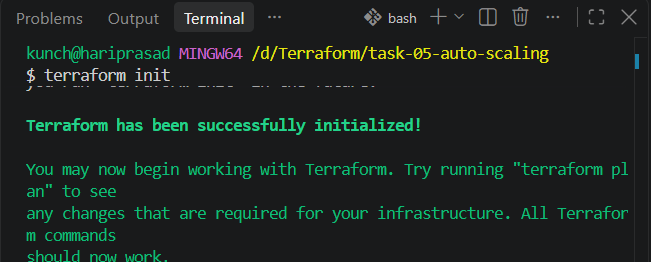 Problems Output Terminal ··· bash
kunch@hariprasad MINGW64 /d/Terraform/task-05-auto-scaling
$ terraform init
Terraform has been successfully initialized!
You may now begin working with Terraform. Try running "terraform pl
an" to see
any changes that are required for your infrastructure. All Terrafor
m commands
should now work.